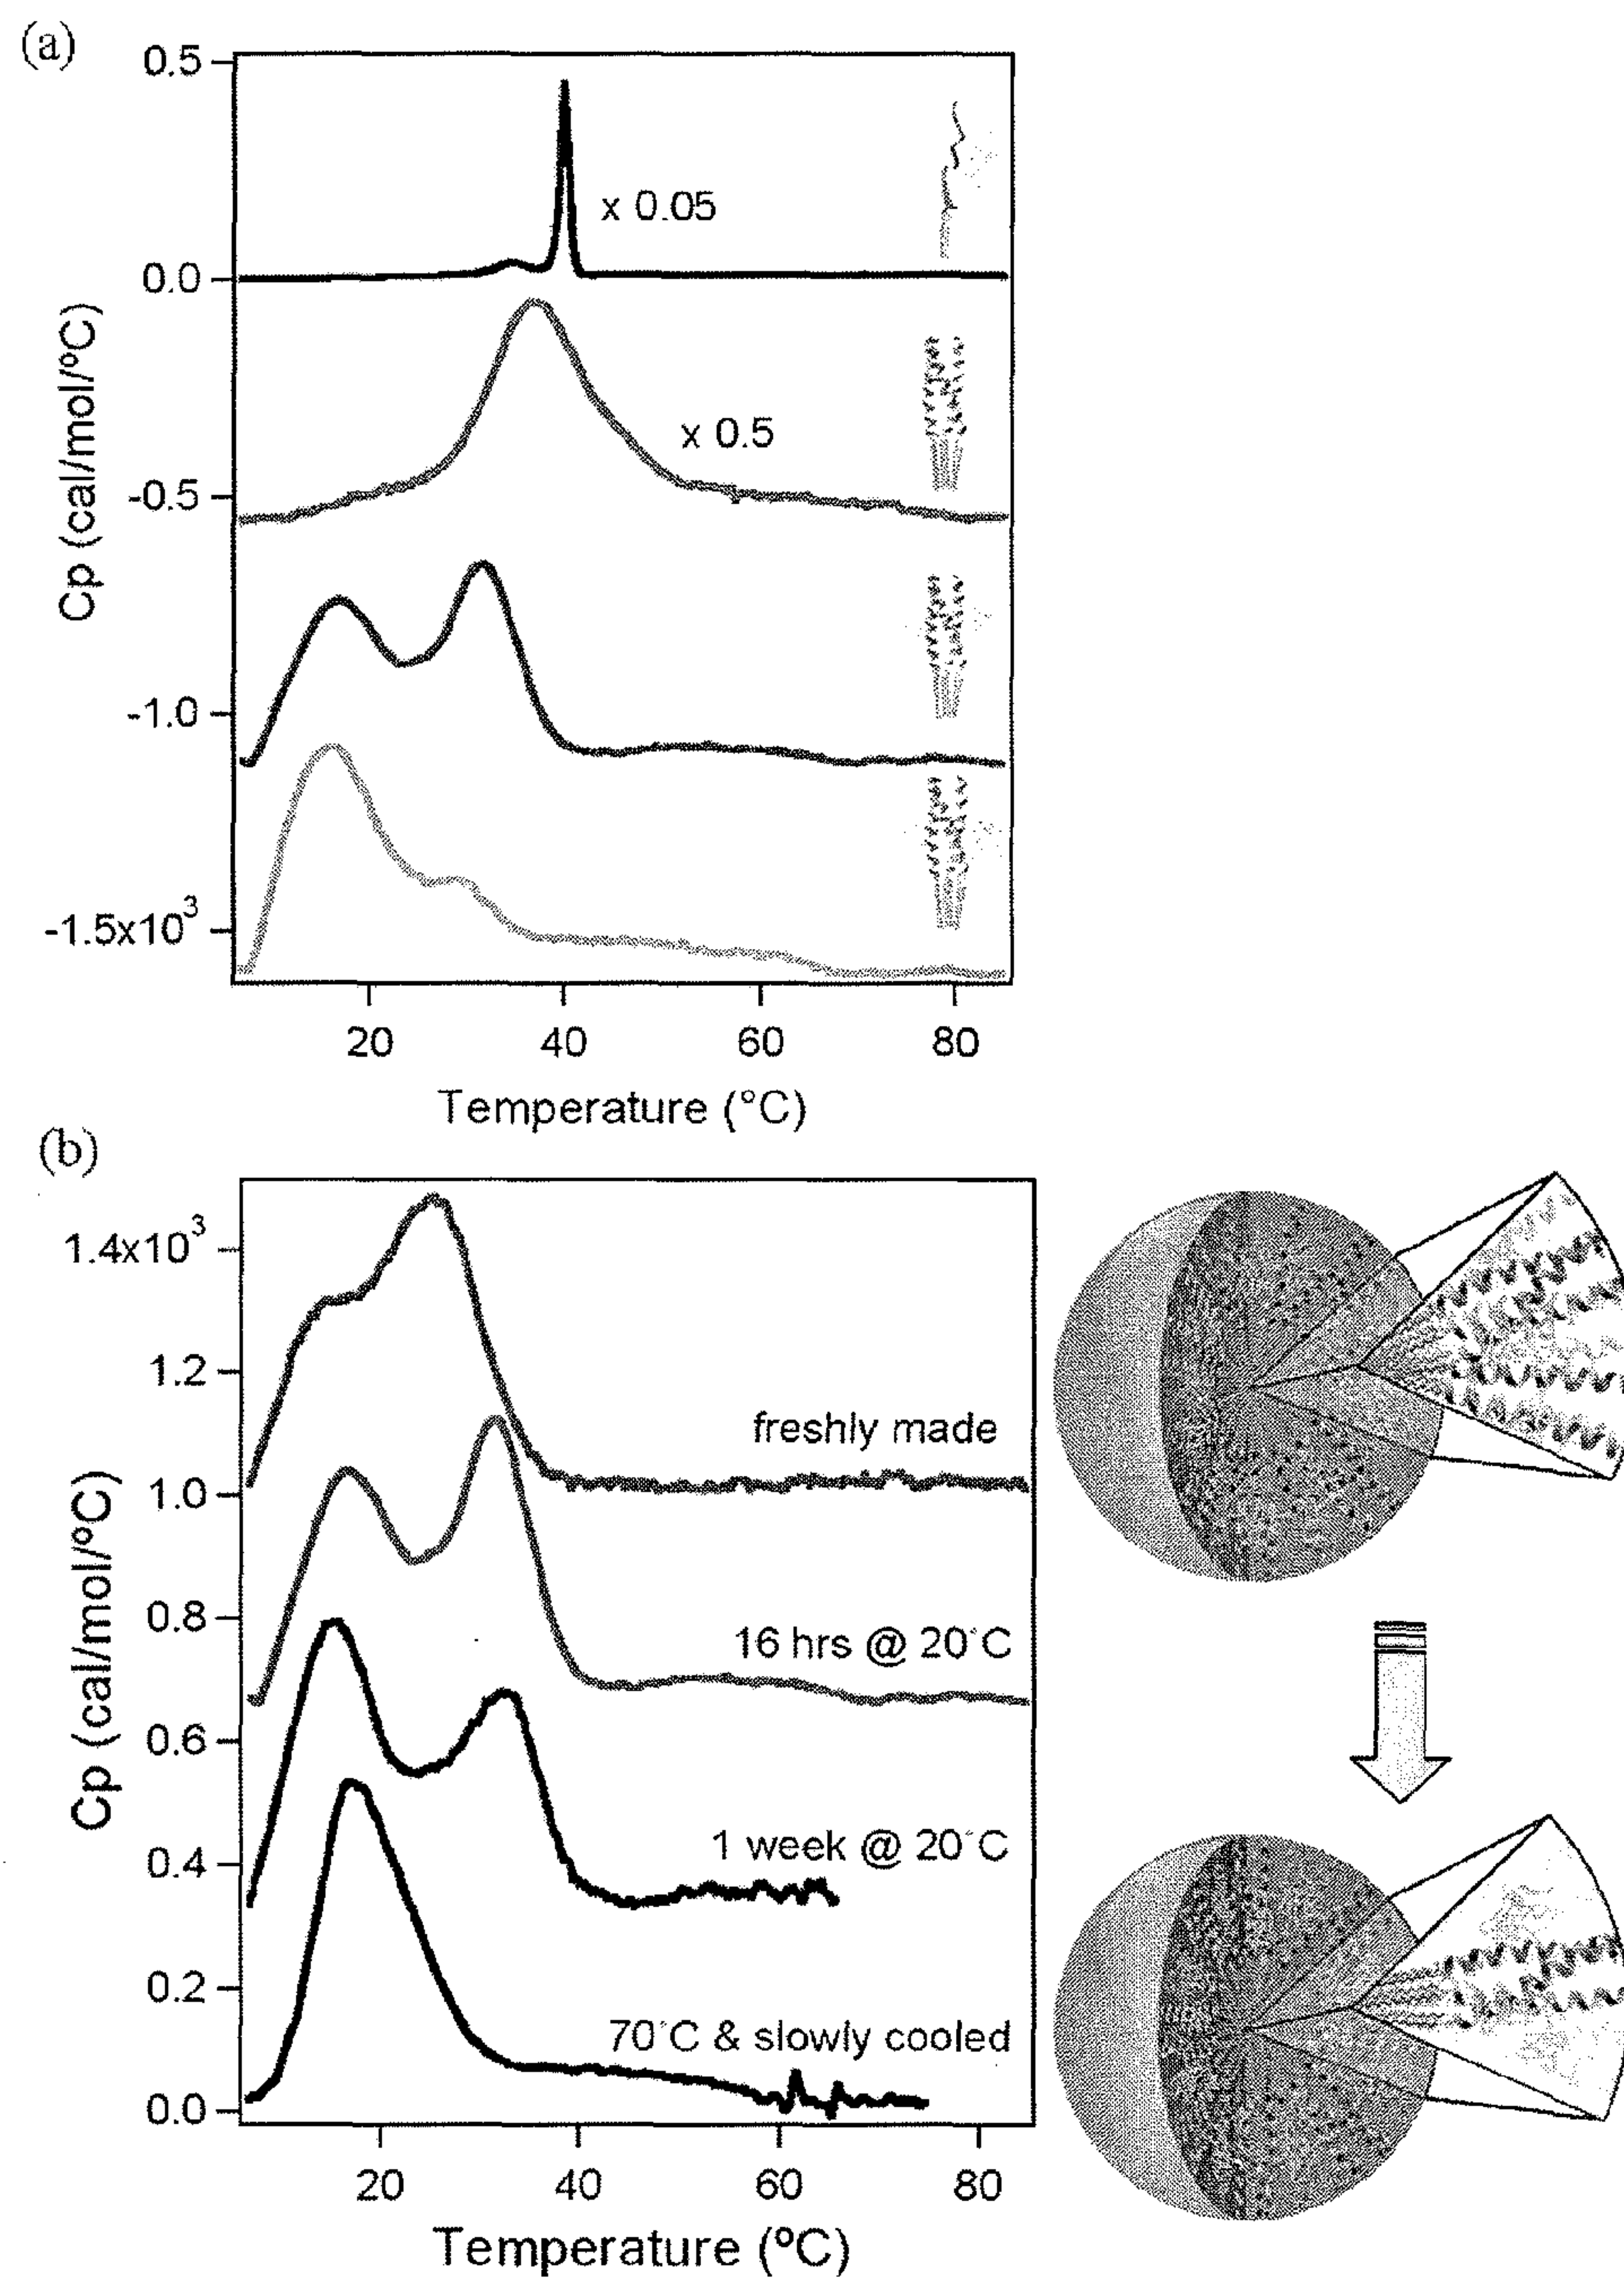 (a)
0.5
x 0.05
0.0
x 0.5
-0.5
-1.0
-1.5x10³
Cp (cal/mol/ºC)
20 40 60 80
Temperature (°C)
(b)
1.4x10³
1.2
freshly made
1.0
0.8
16 hrs @ 20°C
0.6
1 week @ 20°C
0.4
0.2
70°C & slowly cooled
0.0
Cp (cal/mol/ºC)
20 40 60 80
Temperature (ºC)